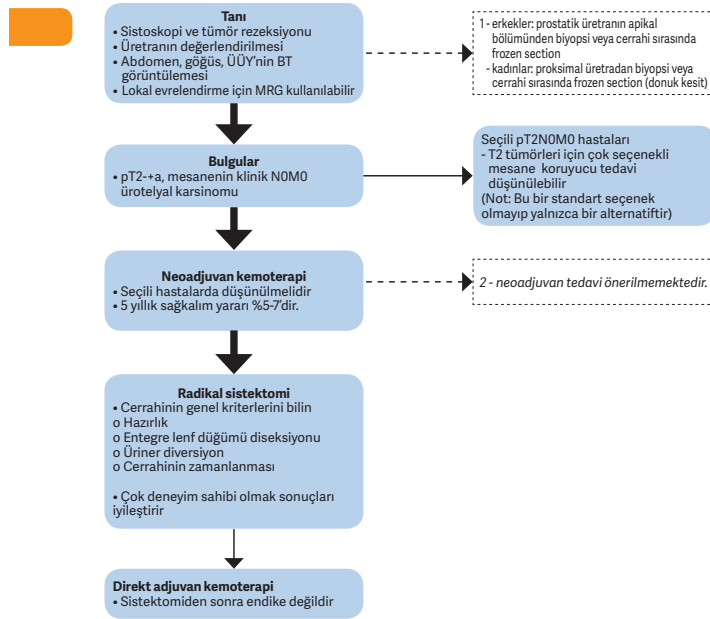 Tanı
• Sistoskopi ve tümör rezeksiyonu
• Üretranın değerlendirilmesi
• Abdomen, göğüs, ÜÜY’nin BT
görüntülemesi
• Lokal evrelendirme için MRG kullanılabilir
1 - erkekler: prostatik üretranın apikal
bölümünden biyopsi veya cerrahi sırasında
frozen section
- kadınlar: proksimal üretradan biyopsi veya
cerrahi sırasında frozen section (donuk kesit)
Bulgular
• pT2-+a, mesanenin klinik N0M0
ürotelyal karsinomu
Seçili pT2N0M0 hastaları
- T2 tümörleri için çok seçenekli
mesane koruyucu tedavi
düşünülebilir
(Not: Bu bir standart seçenek
olmayıp yalnızca bir alternatiftir)
Neoadjuvan kemoterapi
• Seçili hastalarda düşünülmelidir
• 5 yıllık sağkalım yararı %5-7’dir.
2 - neoadjuvan tedavi önerilmemektedir.
Radikal sistektomi
• Cerrahinin genel kriterlerini bilin
o Hazırlık
o Entegre lenf düğümü diseksiyonu
o Üriner diversiyon
o Cerrahinin zamanlanması
• Çok deneyim sahibi olmak sonuçları
iyileştirir
Direkt adjuvan kemoterapi
• Sistektomiden sonra endike değildir